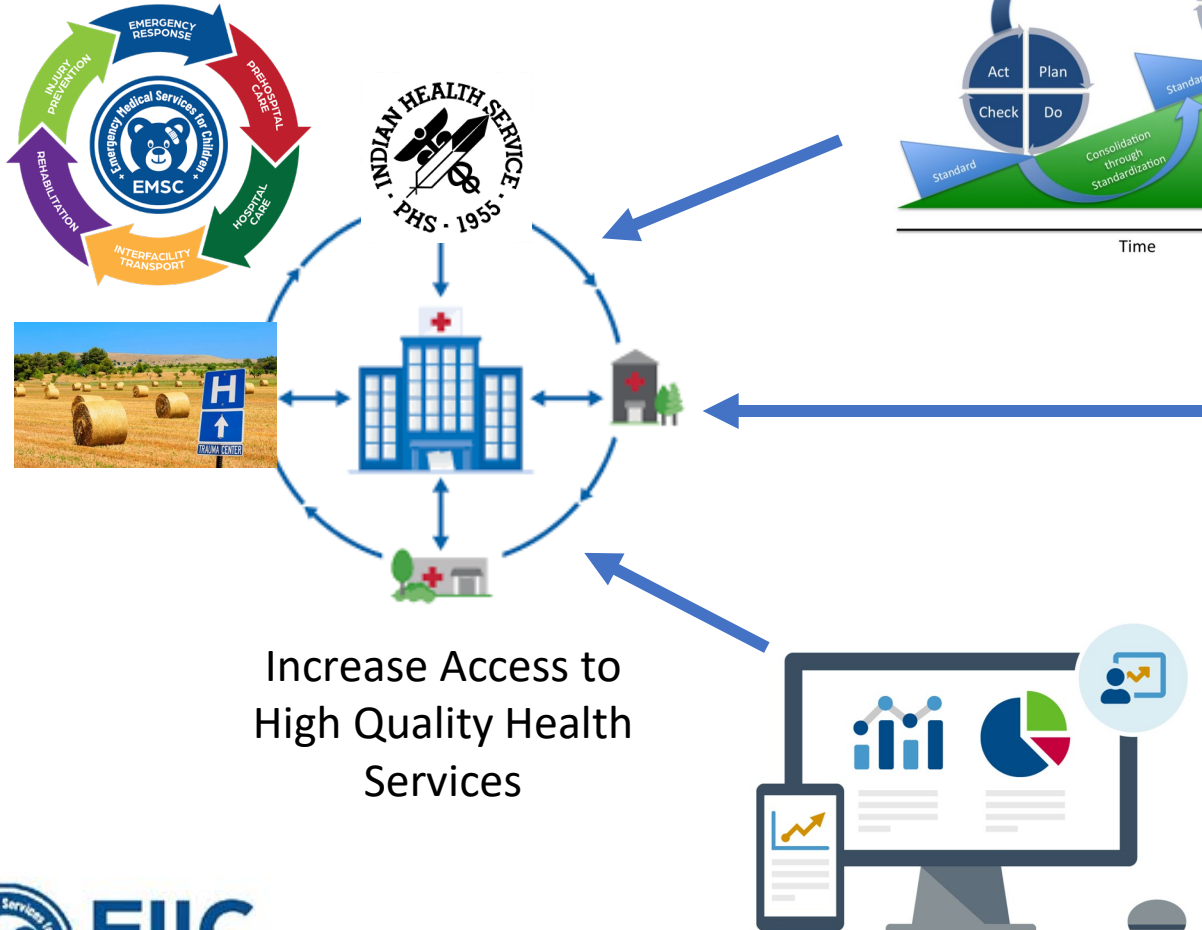 EMERGENCY
RESPONSE
PREHOSPITAL
CARE
HOSPITAL
CARE
INTERFACILITY
TRANSPORT
REHABILITATION
INJURY
PREVENTION
Emergency Medical Services for Children
EMSC
INDIAN HEALTH SERVICE
PHS · 1955
H
TRAUMA CENTER
Act
Plan
Check
Do
Standard
Consolidation
through
Standardization
Time
Increase Access to
High Quality Health
Services
EIIC